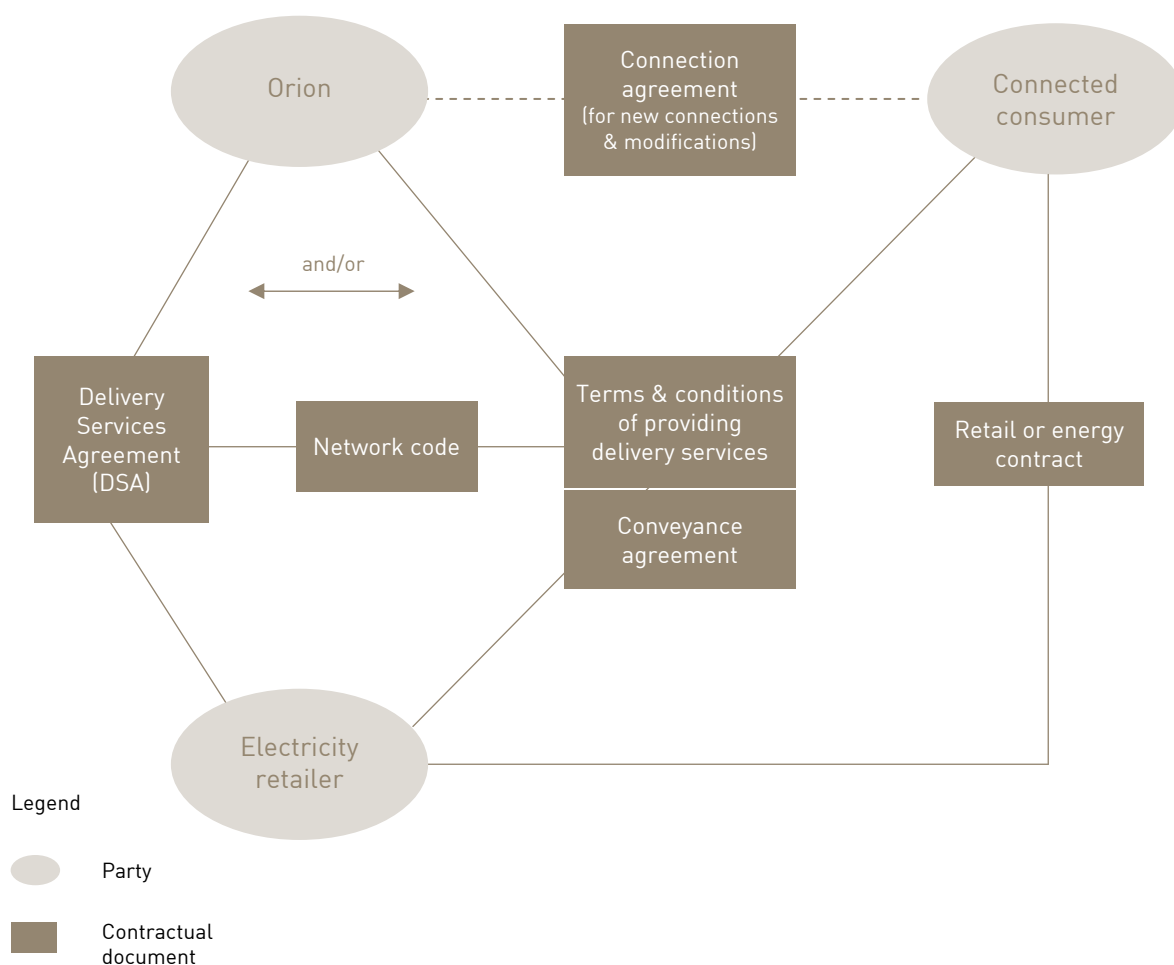 Orion
Connection
agreement
(for new connections
& modifications)
Connected
consumer
and/or
Delivery
Services
Agreement
(DSA)
Network code
Terms & conditions
of providing
delivery services
Retail or energy
contract
Conveyance
agreement
Electricity
retailer
Legend
Party
Contractual
document